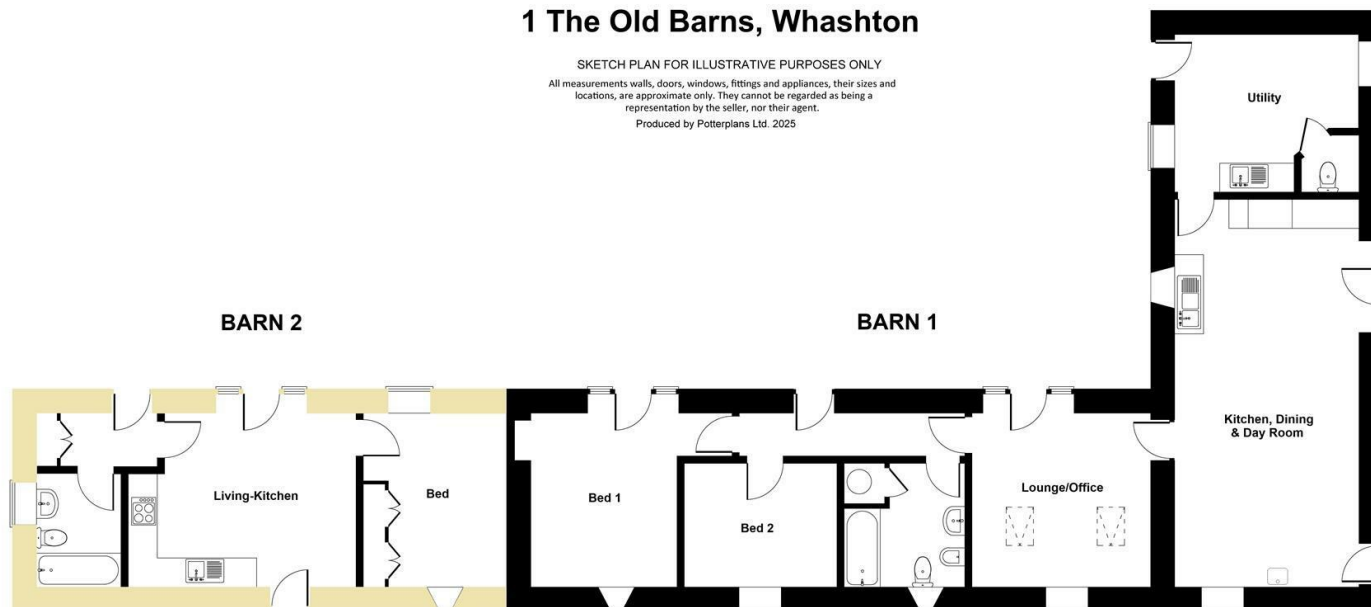 1 The Old Barns, Whashton
SKETCH PLAN FOR ILLUSTRATIVE PURPOSES ONLY
All measurements walls, doors, windows, fittings and appliances, their sizes and
locations, are approximate only. They cannot be regarded as being a
representation by the seller, nor their agent.
Produced by Potterplans Ltd. 2025
Utility
BARN 2
BARN 1
Kitchen, Dining
& Day Room
Living-Kitchen
Bed
Bed 1
Bed 2
Lounge/Office